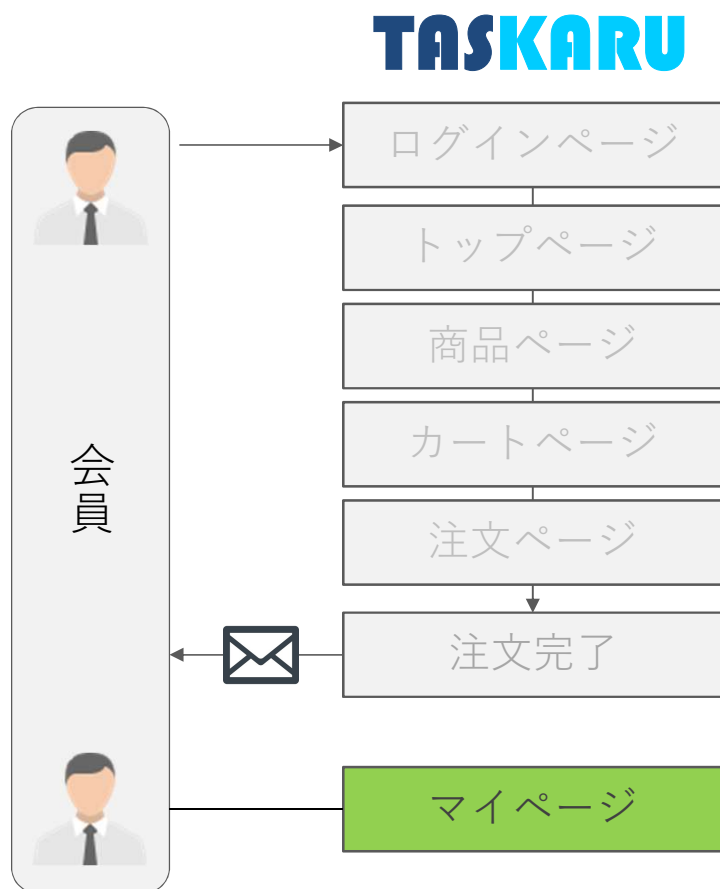 TASKARU
ログインページ
トップページ
商品ページ
カートページ
会員
注文ページ
注文完了
マイページ